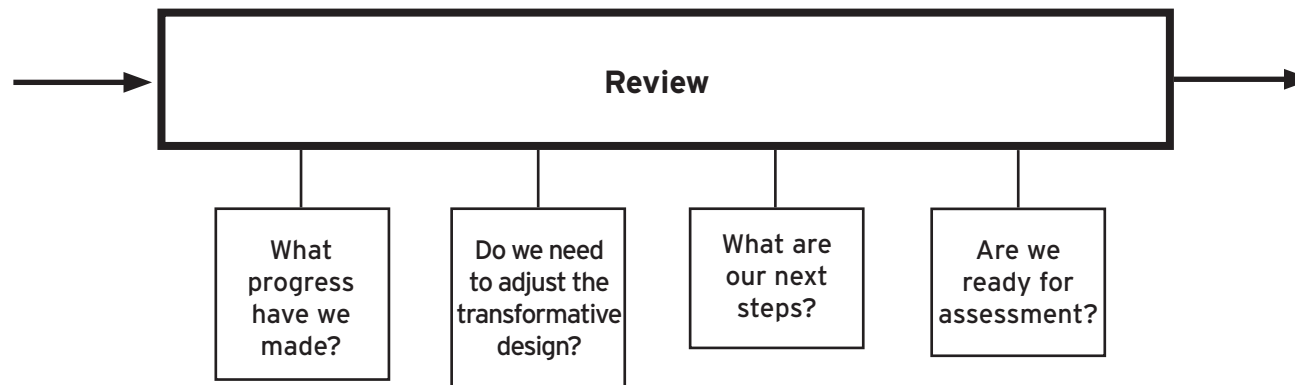 Review
What
progress
have we
made?
Do we need
to adjust the
transformative
design?
What are
our next
steps?
Are we
ready for
assessment?